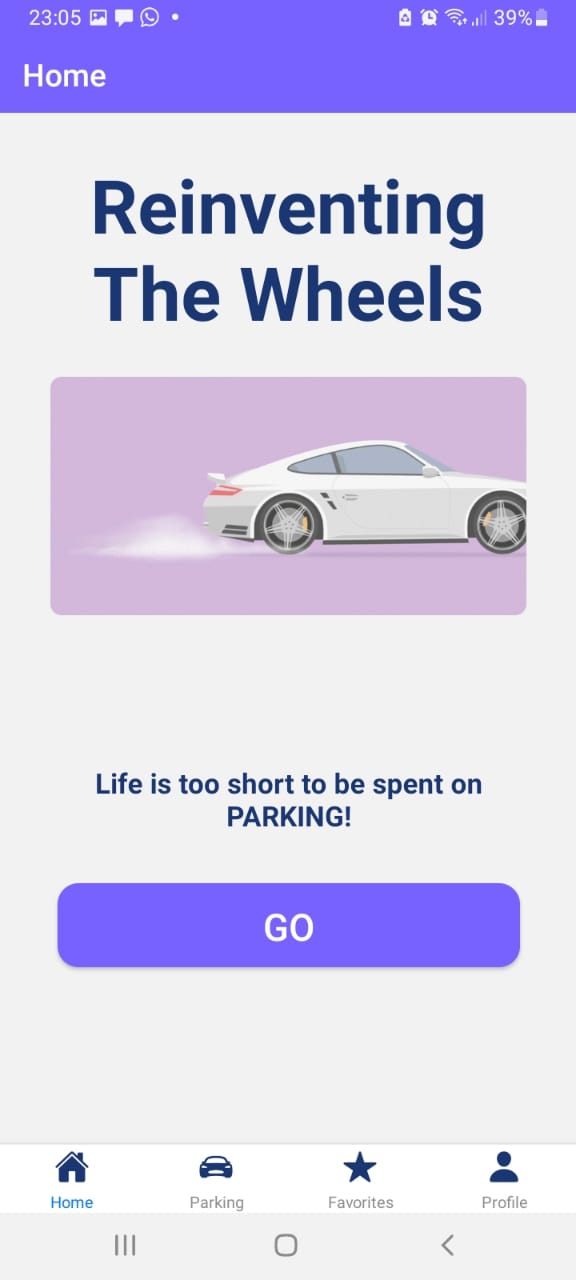 23:05 39%
Home
Reinventing
The Wheels
Life is too short to be spent on
PARKING!
GO
Home Parking Favorites Profile